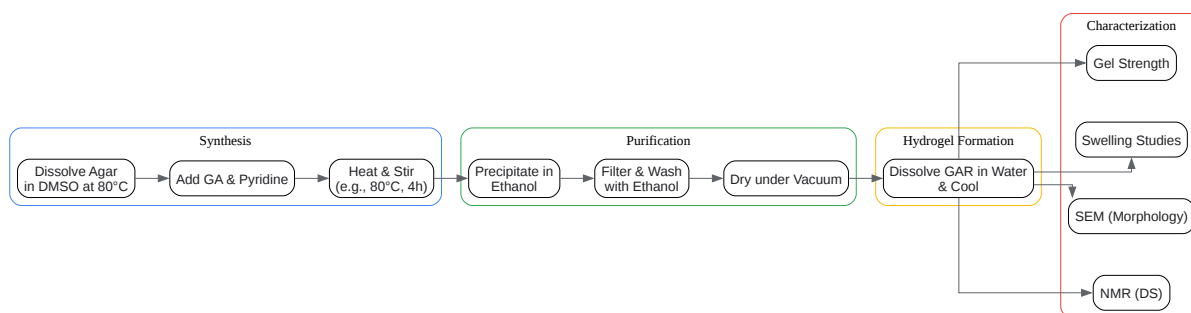 Synthesis
Dissolve Agar
in DMSO at 80°C
Add GA & Pyridine
Heat & Stir
(e.g., 80°C, 4h)
Purification
Precipitate in
Ethanol
Filter & Wash
with Ethanol
Dry under Vacuum
Hydrogel Formation
Dissolve GAR in Water
& Cool
Characterization
Gel Strength
Swelling Studies
SEM (Morphology)
NMR (DS)